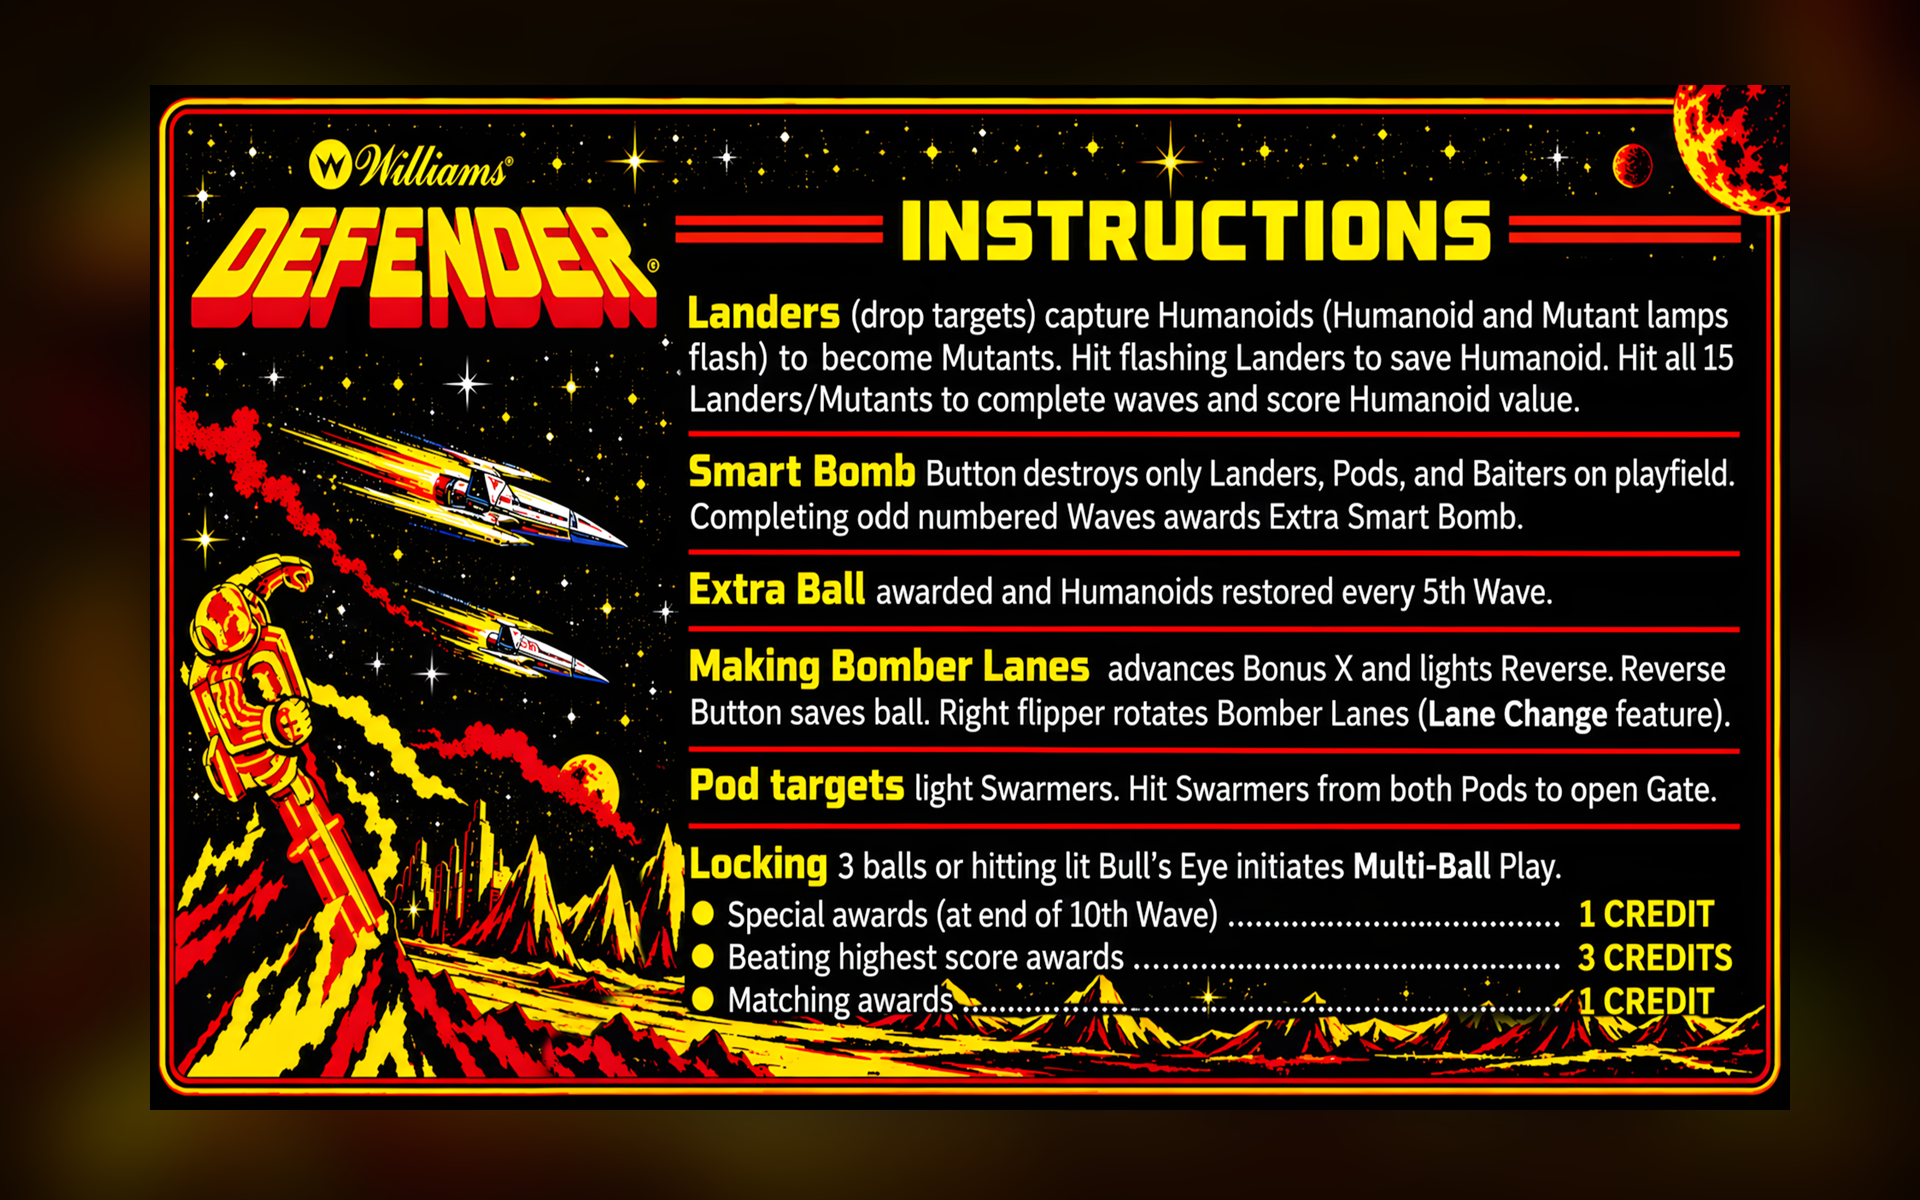 W Williams®
DEFENDER©
INSTRUCTIONS
Landers (drop targets) capture Humanoids (Humanoid and Mutant lamps
flash) to become Mutants. Hit flashing Landers to save Humanoid. Hit all 15
Landers/Mutants to complete waves and score Humanoid value.
Smart Bomb Button destroys only Landers, Pods, and Baiters on playfield.
Completing odd numbered Waves awards Extra Smart Bomb.
Extra Ball awarded and Humanoids restored every 5th Wave.
Making Bomber Lanes advances Bonus X and lights Reverse. Reverse
Button saves ball. Right flipper rotates Bomber Lanes (Lane Change feature).
Pod targets light Swarmers. Hit Swarmers from both Pods to open Gate.
Locking 3 balls or hitting lit Bull's Eye initiates Multi-Ball Play.
● Special awards (at end of 10th Wave) ........................................ 1 CREDIT
● Beating highest score awards ................................................... 3 CREDITS
● Matching awards ....................................................................... 1 CREDIT